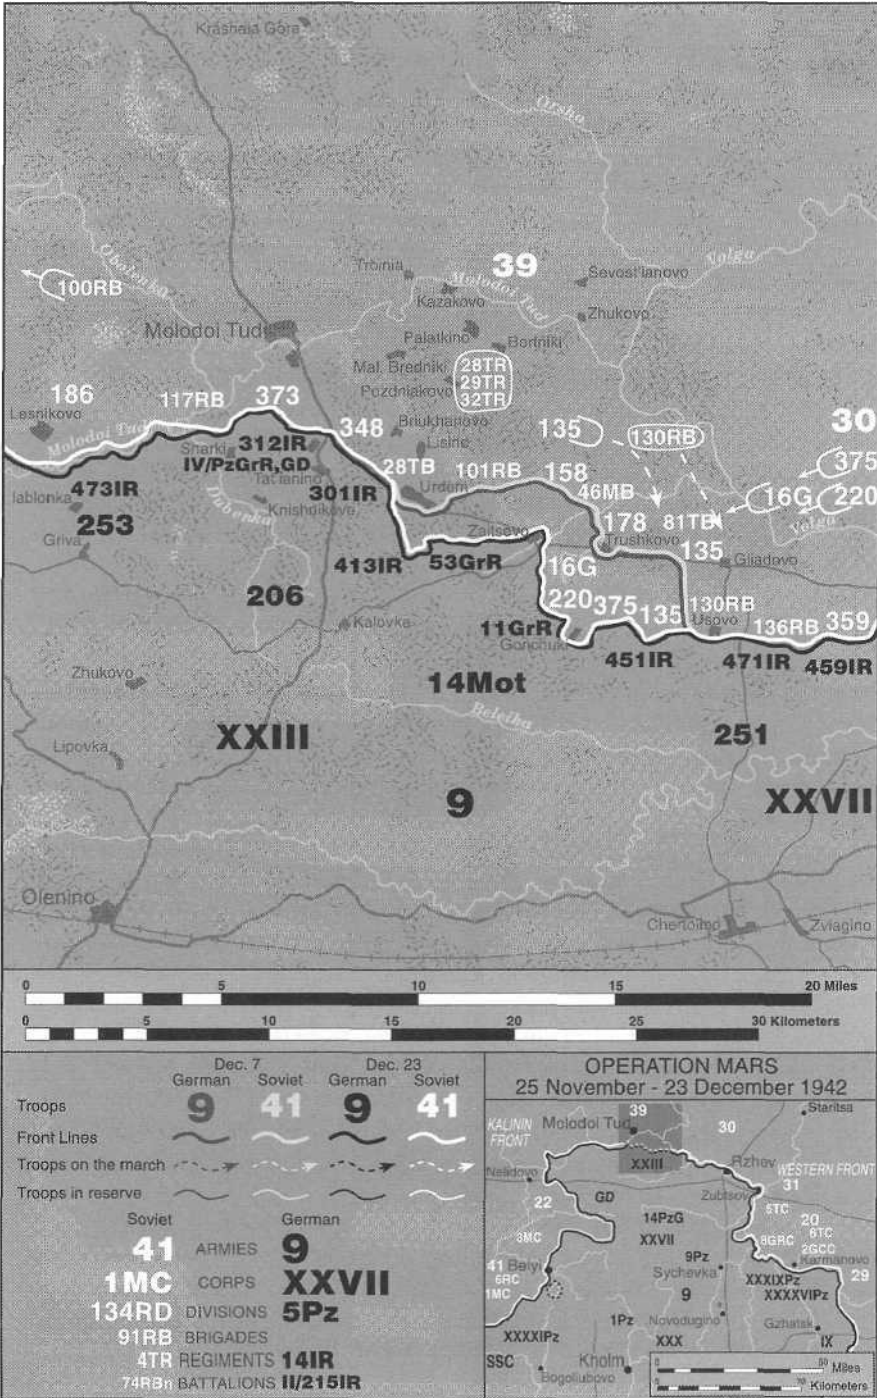 Krasnaia Gora
Orsha
Obolenka
Volga
39
Troinia
Molodoi Tud
Sevost'ianovo
100RB
Kazakovo
Zhukovo
Molodoi Tud
Palatkino
Bortniki
Mal. Bredniki
28TR
29TR
32TR
Pozdniakovo
186
117RB
373
30
Lesnikovo
Molodoi Tud
348
Briukhanovo
135
130RB
375
Sharki
312IR
Lisino
IV/PzGrR,GD
28TB
101RB
158
16G
220
473IR
Tat'ianino
301IR
Urdom
46MB
Iablonka
Knishnikovo
178
81TB
Volga
253
Dubenka
Zaitsevo
Trushkovo
135
Griva
413IR
53GrR
16G
Gliadovo
206
220
375
135
130RB
Kalovka
11GrR
Gonchuki
Usovo
136RB
359
451IR
471IR
459IR
Zhukovo
14Mot
Beleika
XXIII
251
Lipovka
9
XXVII
Olenino
Chertolino
Zviagino
0 5 10 15 20 Miles
0 5 10 15 20 25 30 Kilometers
Dec. 7 Dec. 23
German Soviet German Soviet
Troops 9 41 9 41
Front Lines
Troops on the march
Troops in reserve
Soviet German
41 ARMIES 9
1MC CORPS XXVII
134RD DIVISIONS 5Pz
91RB BRIGADES
4TR REGIMENTS 14IR
74RBn BATTALIONS II/215IR
OPERATION MARS
25 November - 23 December 1942
39
Staritsa
KALININ FRONT
Molodoi Tud
30
XXIII
Rzhev
WESTERN FRONT
Nelidovo
31
GD
Zubtsov
5TC
22
14PzG
20
6TC
3MC
XXVII
8GRC
2GCC
9Pz
Karmanovo
41
Belyi
Sychevka
XXXIXPz
29
6RC
9
XXXXVIPz
1MC
1Pz
Novodugino
Gzhatsk
XXXXIPz
XXX
IX
SSC
Kholm
Bogoliubovo
0 50 Miles
0 70 Kilometers